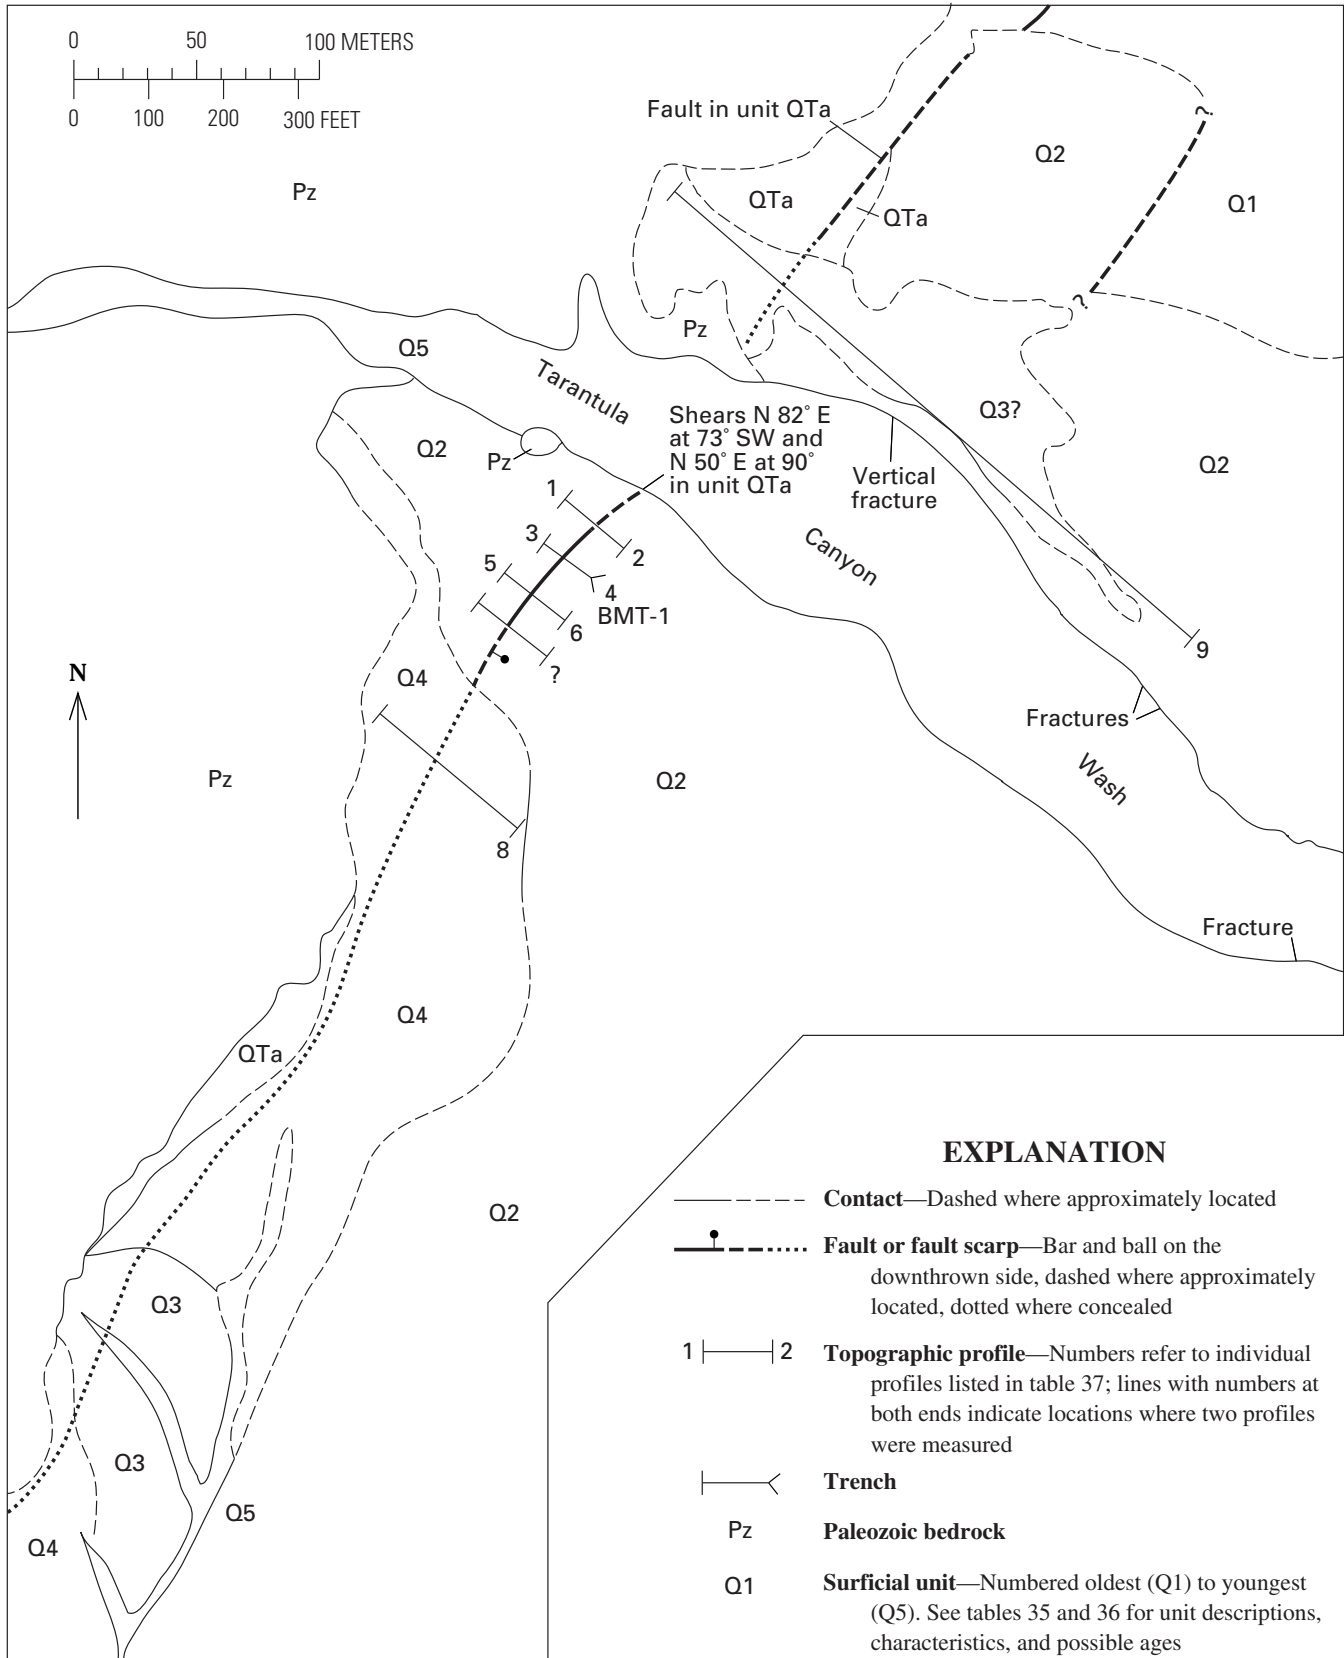 0 50 100 METERS
0 100 200 300 FEET
Fault in unit QTa
Pz
QTa
QTa
Q2
?
Q1
?
Pz
Q5
Tarantula
Q3?
Shears N 82° E
at 73° SW and
N 50° E at 90°
in unit QTa
Q2
Pz
Vertical
fracture
Q2
1
2
3
4
BMT-1
5
6
?
Canyon
9
N
Q4
Fractures
Pz
Q2
Wash
8
Fracture
Q4
QTa
Q2
Q3
Q3
Q5
Q4
EXPLANATION
Contact—Dashed where approximately located
Fault or fault scarp—Bar and ball on the
downthrown side, dashed where approximately
located, dotted where concealed
1 2 Topographic profile—Numbers refer to individual
profiles listed in table 37; lines with numbers at
both ends indicate locations where two profiles
were measured
Trench
Pz Paleozoic bedrock
Q1 Surficial unit—Numbered oldest (Q1) to youngest
(Q5). See tables 35 and 36 for unit descriptions,
characteristics, and possible ages